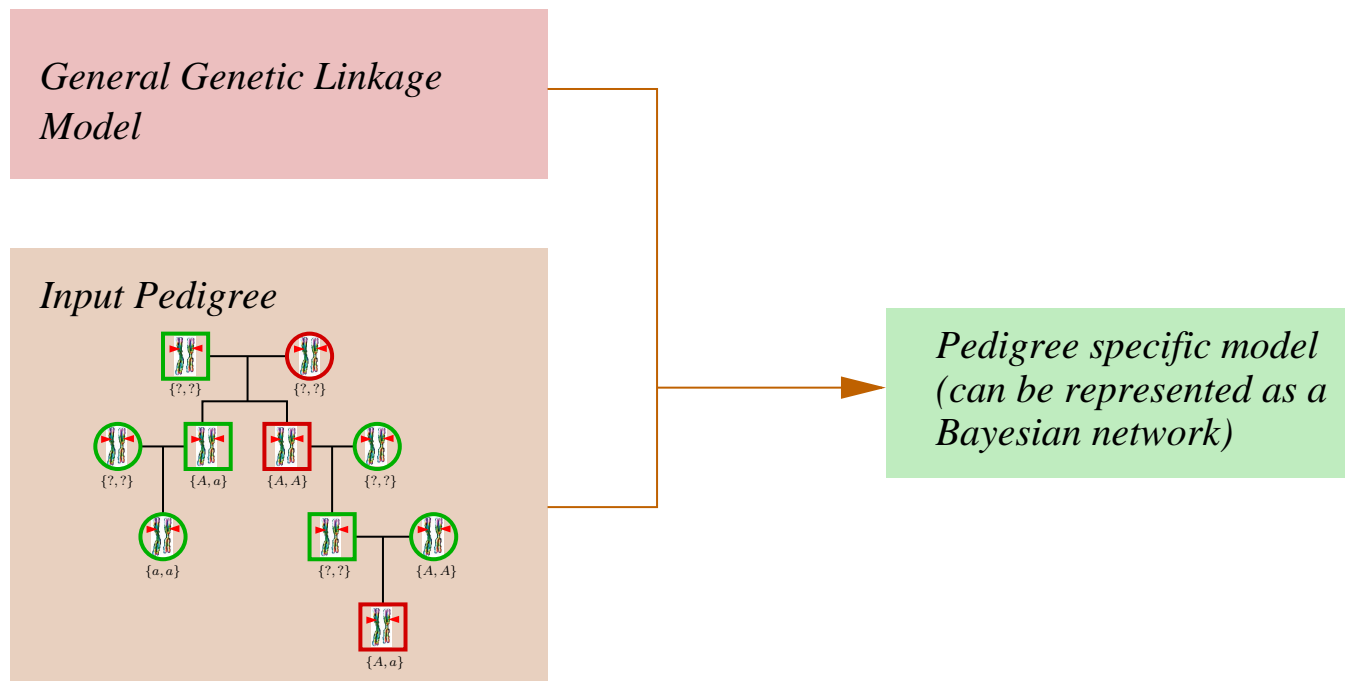 General Genetic Linkage
Model
Input Pedigree
{?, ?}
{?, ?}
{?, ?}
{A, a}
{A, A}
{?, ?}
{a, a}
{?, ?}
{A, A}
{A, a}
Pedigree specific model
(can be represented as a
Bayesian network)